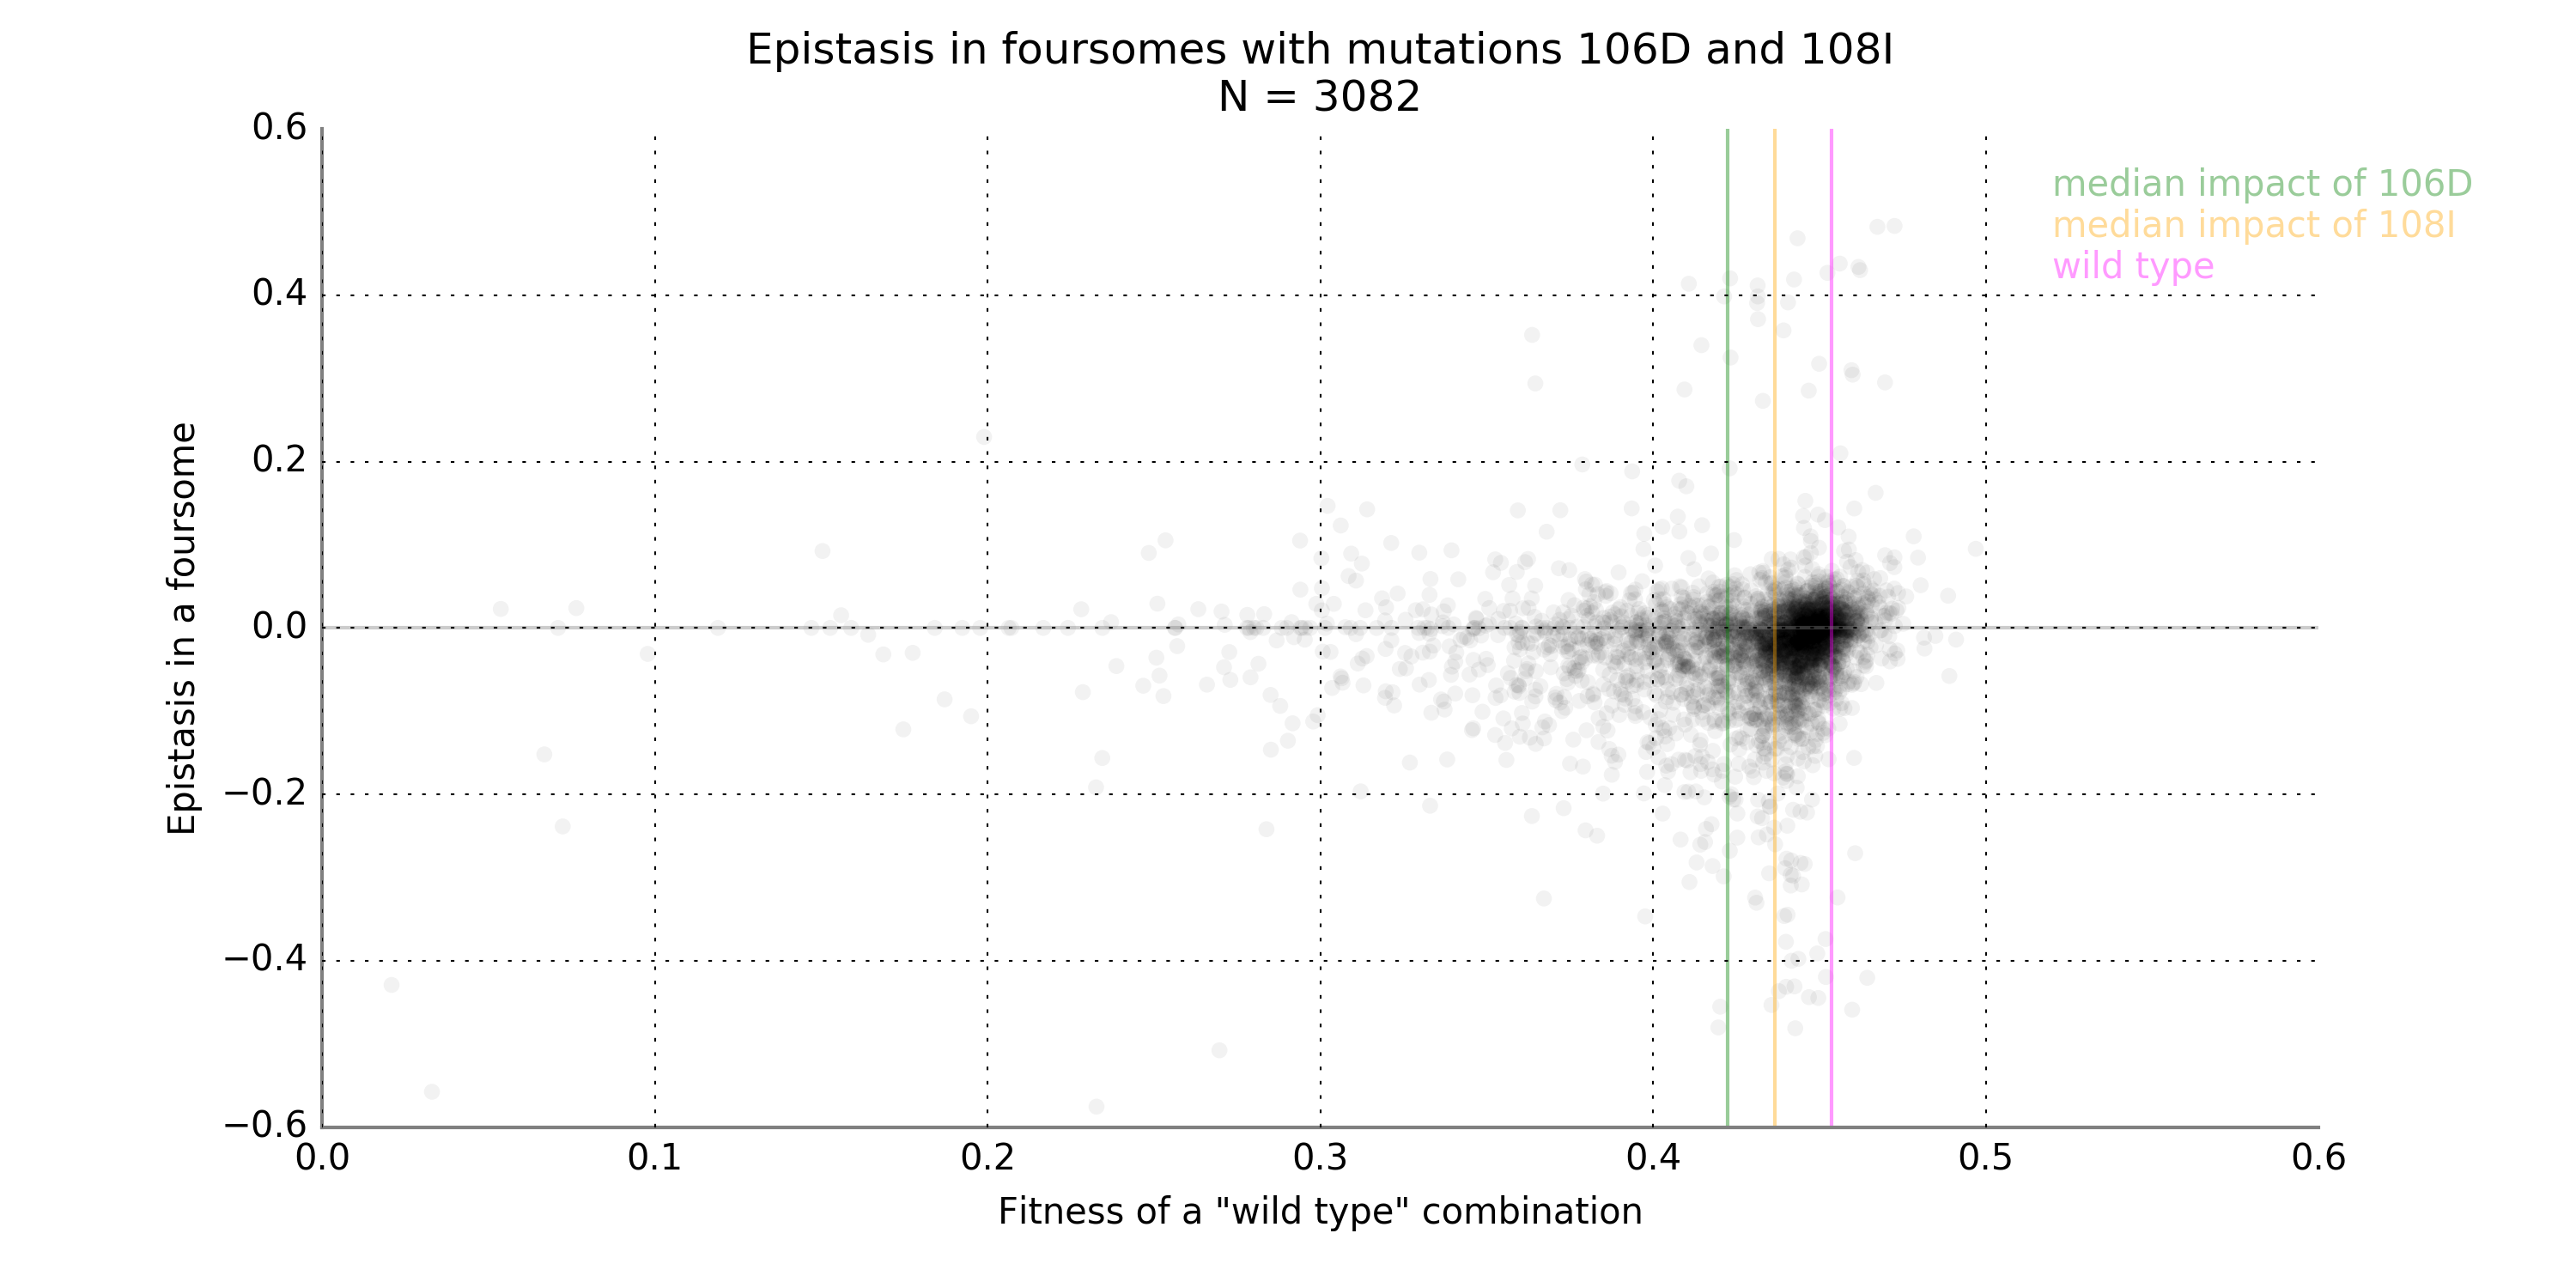 Epistasis in foursomes with mutations 106D and 108I
N = 3082
0.6
0.4
0.2
0.0
−0.2
−0.4
−0.6
Epistasis in a foursome
median impact of 106D
median impact of 108I
wild type
0.0 0.1 0.2 0.3 0.4 0.5 0.6
Fitness of a "wild type" combination